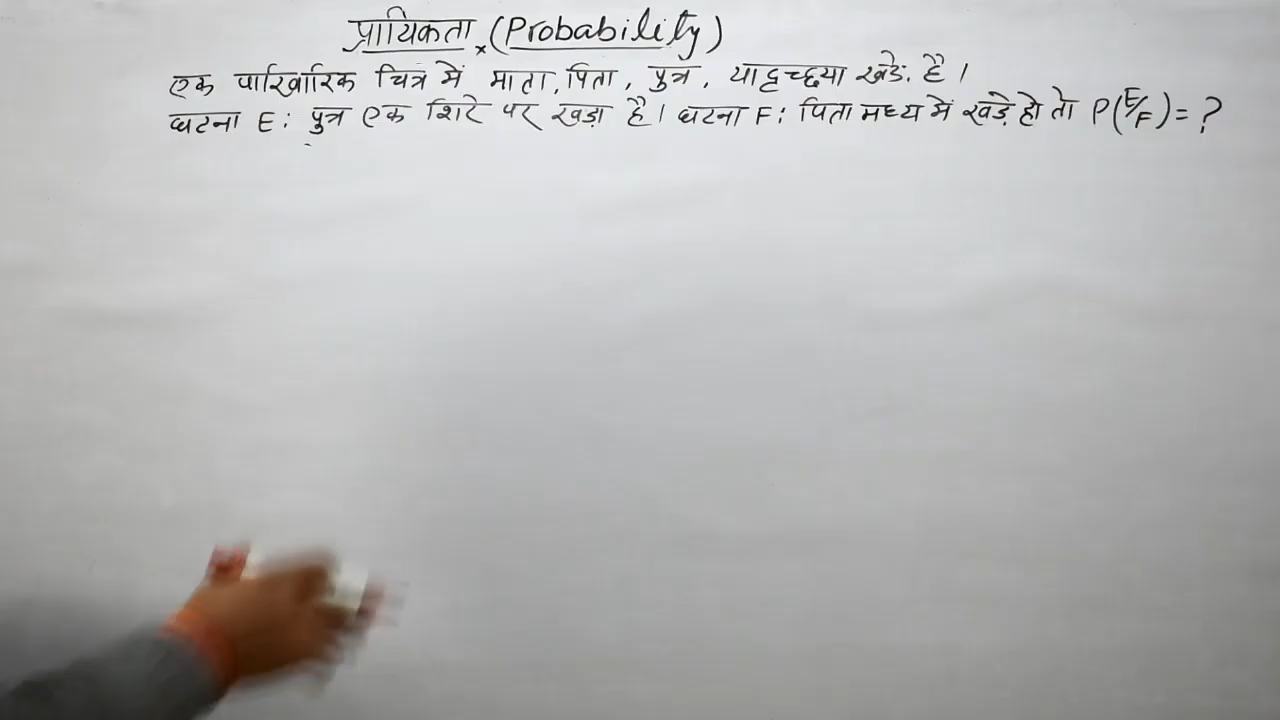 प्रायिकता (Probability)
एक पारिवारिक चित्र में माता, पिता, पुत्र, यादृच्छया खड़े है।
घटना E: पुत्र एक शिरे पर खड़ा है। घटना F: पिता मध्य में खड़े हो तो P(E/F)=?